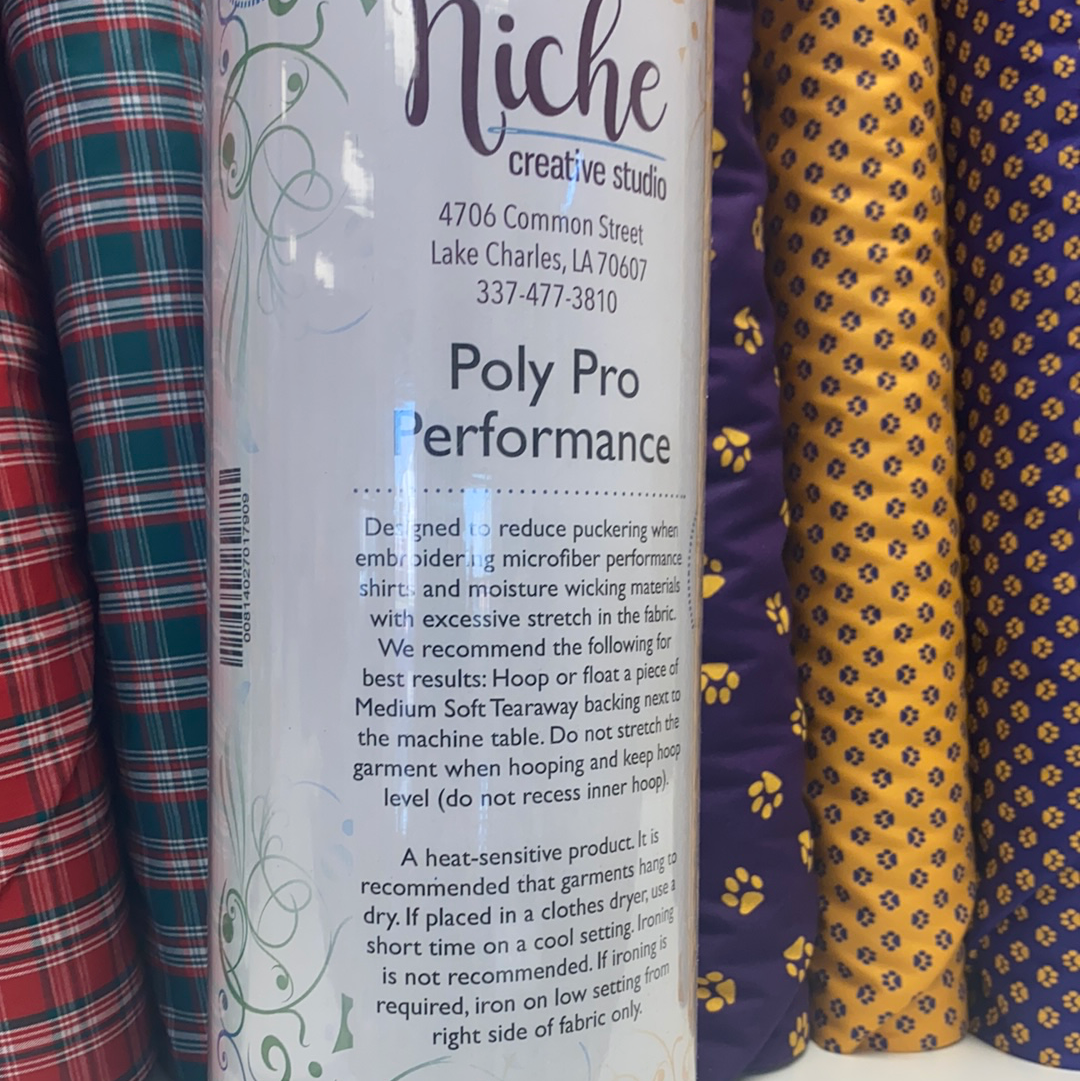 Niche
creative studio
4706 Common Street
Lake Charles, LA 70607
337-477-3810
Poly Pro
Performance
Designed to reduce puckering when
embroidering microfiber performance
shirts and moisture wicking materials
with excessive stretch in the fabric.
We recommend the following for
best results: Hoop or float a piece of
Medium Soft Tearaway backing next to
the machine table. Do not stretch the
garment when hooping and keep hoop
level (do not recess inner hoop).
A heat-sensitive product. It is
recommended that garments hang to
dry. If placed in a clothes dryer, use a
short time on a cool setting. Ironing
is not recommended. If ironing is
required, iron on low setting from
right side of fabric only.
00814027017909